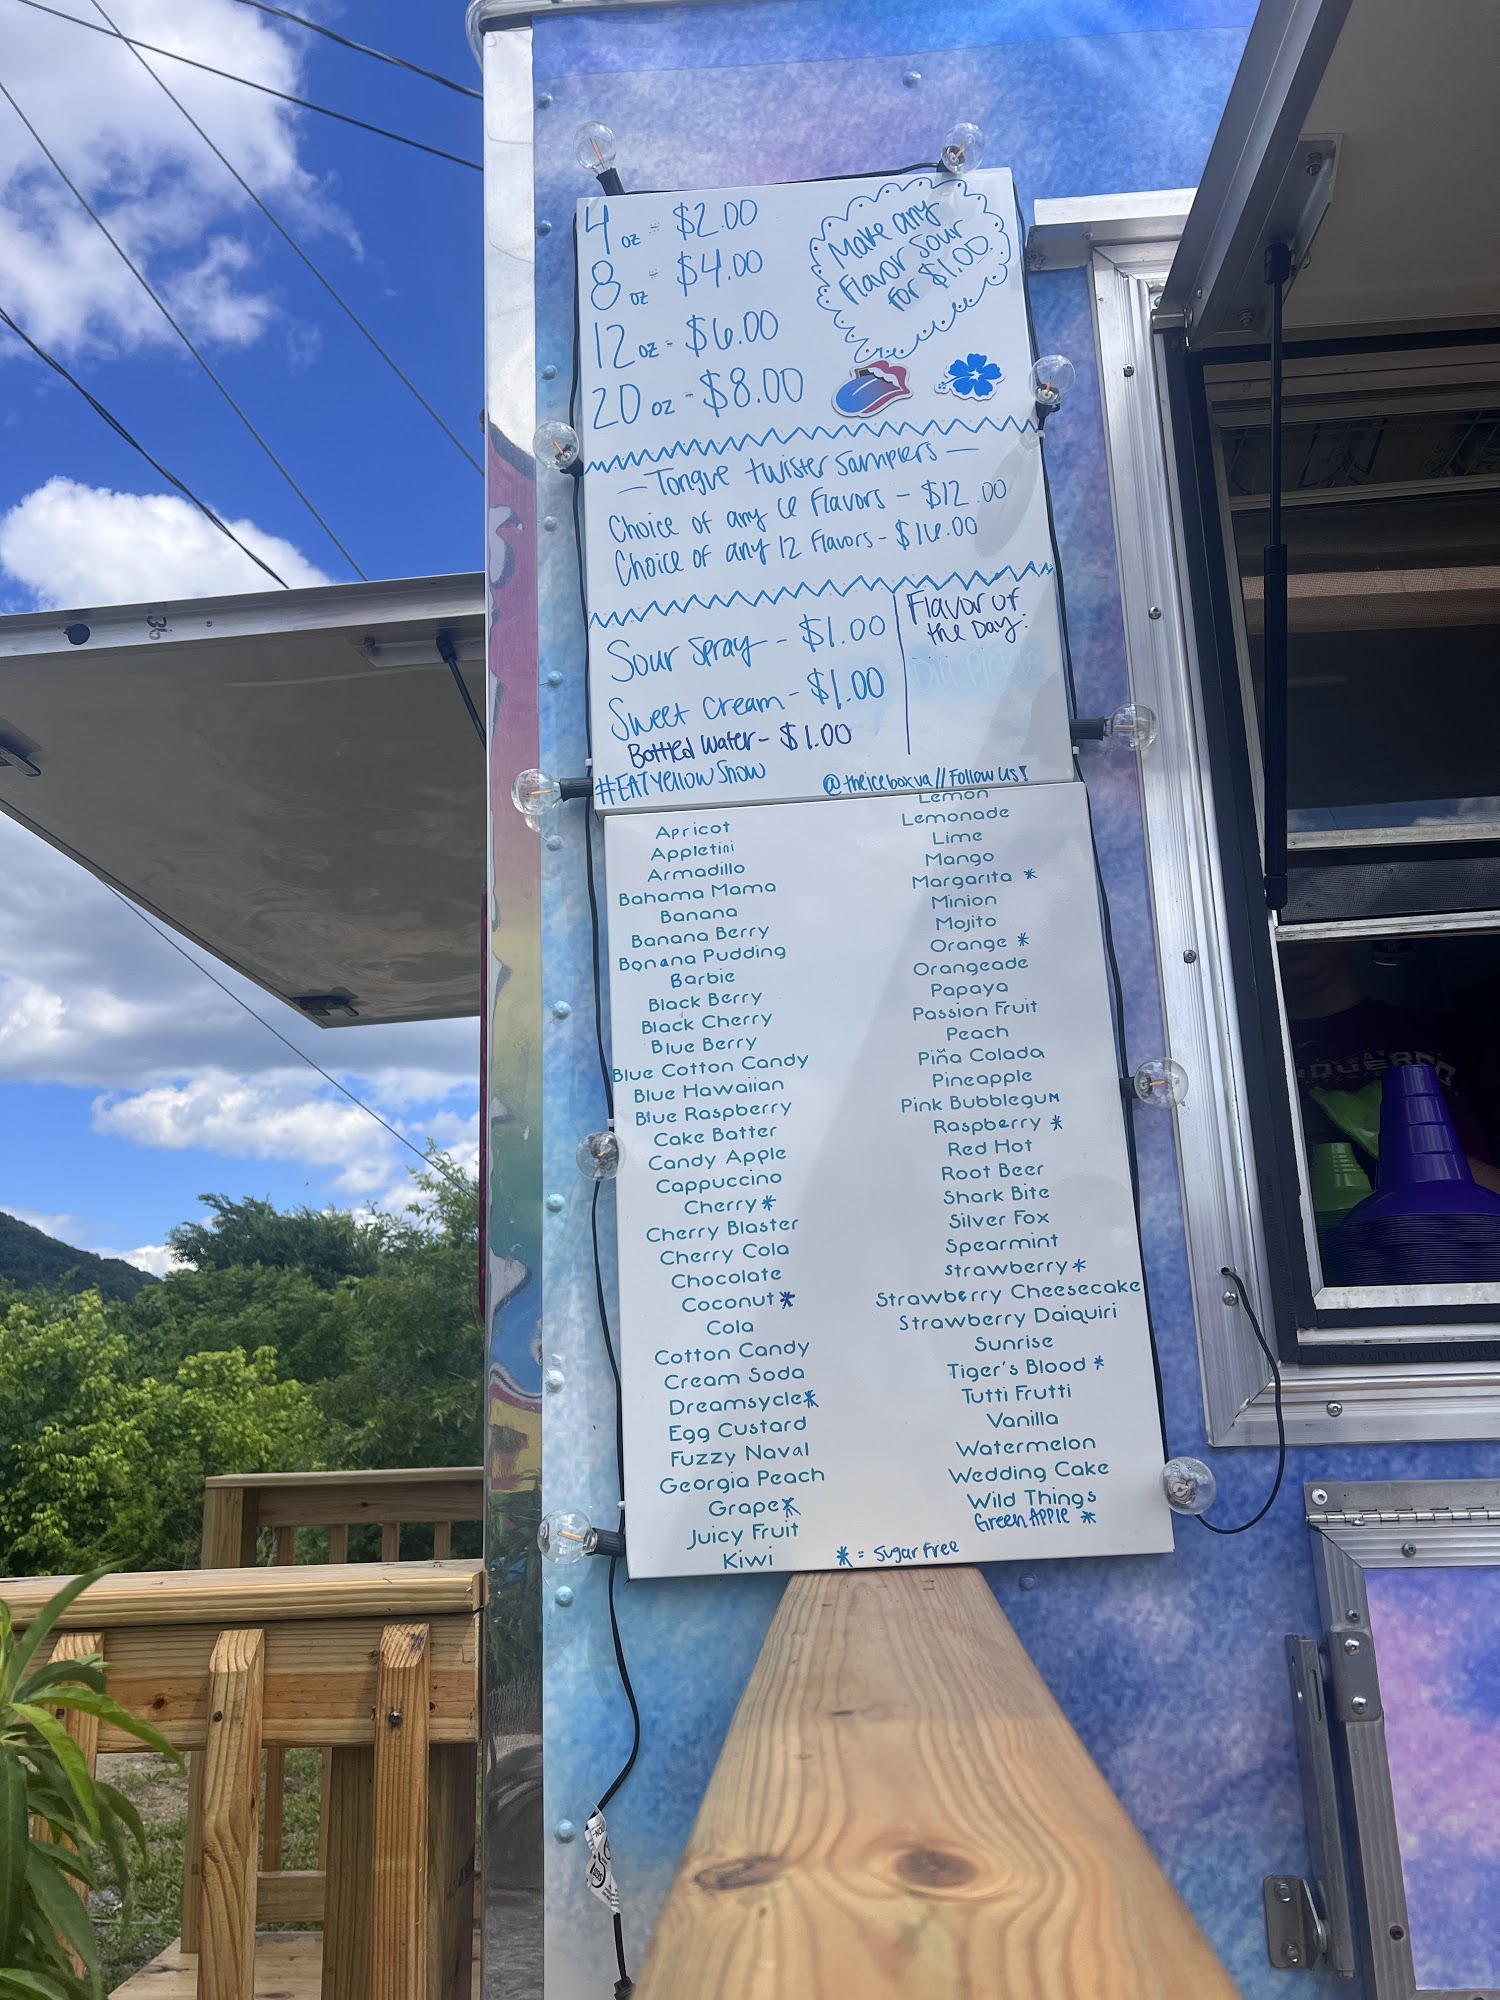 4 oz = $2.00
8 oz = $4.00
12 oz = $6.00
20 oz - $8.00
Make any
Flavor Sour
For $1.00
— Tongue twister Samplers —
Choice of any 6 Flavors - $12.00
Choice of any 12 Flavors - $16.00
Sour Spray - $1.00
Sweet Cream - $1.00
Bottled Water - $1.00
#EATYellowSnow
Flavor of
the Day:
@theiceboxva // Follow Us!
Apricot
Appletini
Armadillo
Bahama Mama
Banana
Banana Berry
Banana Pudding
Barbie
Black Berry
Black Cherry
Blue Berry
Blue Cotton Candy
Blue Hawaiian
Blue Raspberry
Cake Batter
Candy Apple
Cappuccino
Cherry *
Cherry Blaster
Cherry Cola
Chocolate
Coconut *
Cola
Cotton Candy
Cream Soda
Dreamsycle *
Egg Custard
Fuzzy Naval
Georgia Peach
Grape *
Juicy Fruit
Kiwi
Lemon
Lemonade
Lime
Mango
Margarita *
Minion
Mojito
Orange *
Orangeade
Papaya
Passion Fruit
Peach
Piña Colada
Pineapple
Pink Bubblegum
Raspberry *
Red Hot
Root Beer
Shark Bite
Silver Fox
Spearmint
Strawberry *
Strawberry Cheesecake
Strawberry Daiquiri
Sunrise
Tiger's Blood *
Tutti Frutti
Vanilla
Watermelon
Wedding Cake
Wild Things
Green Apple *
* = Sugar Free